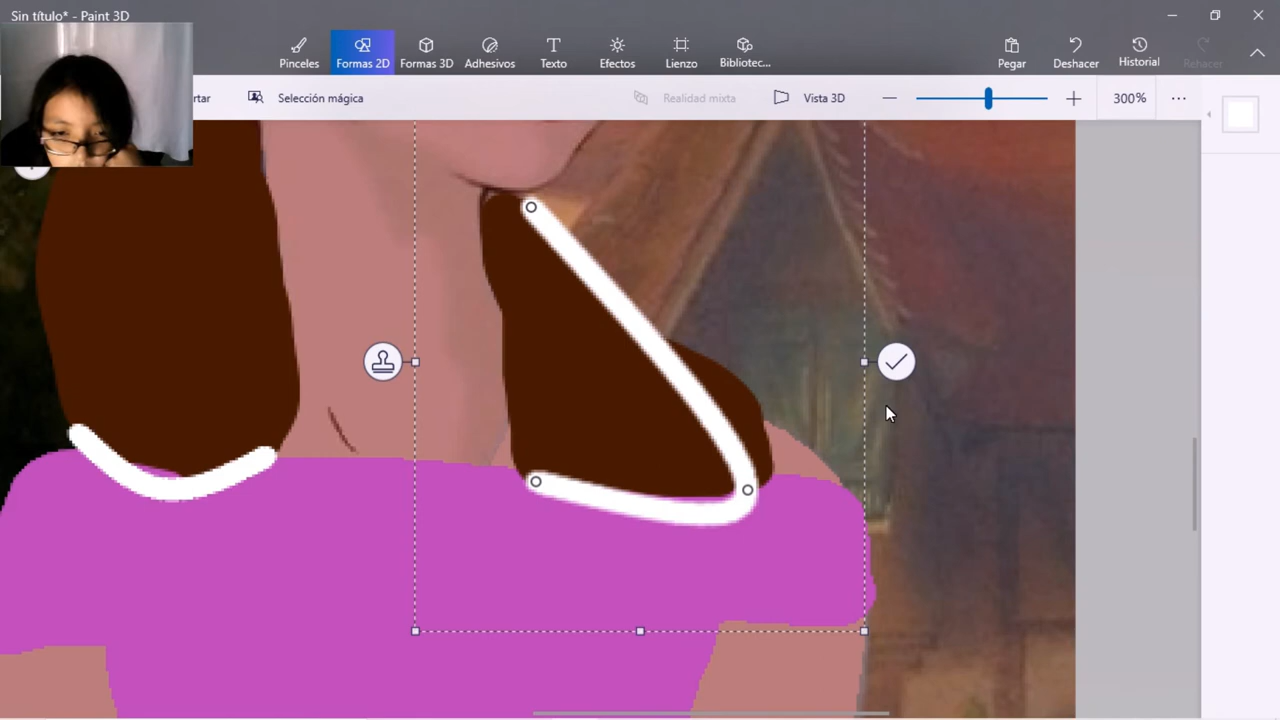 Sin título* - Paint 3D
Pinceles
Formas 2D
Formas 3D
Adhesivos
Texto
Efectos
Lienzo
Bibliotec...
Pegar
Deshacer
Historial
Rehacer
rtar
Selección mágica
Realidad mixta
Vista 3D
300%